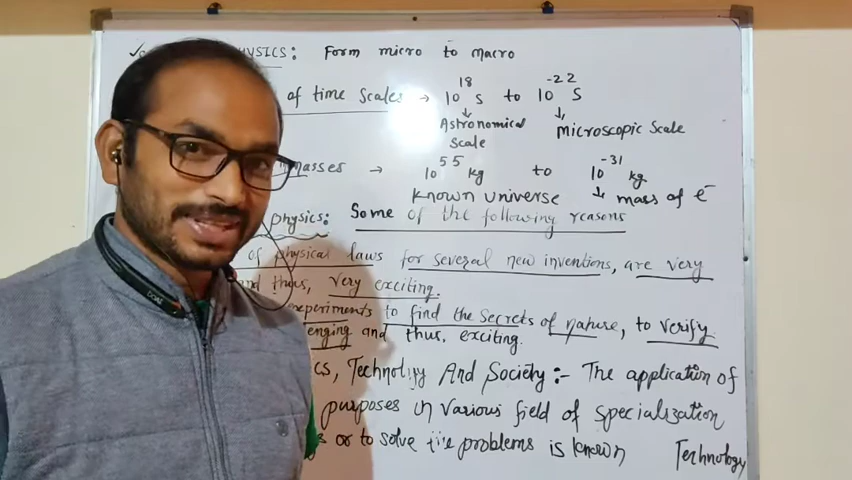 PHYSICS: Form micro to macro
of time Scales → 10^18 s to 10^-22 S
Astronomical Scale
Microscopic Scale
masses → 10^55 kg to 10^-31 kg
known universe
mass of e-
physics: Some of the following reasons
of physical laws for several new inventions, are very
and thus, very exciting.
experiments to find the secrets of nature, to verify
and thus, exciting.
Technology And Society:- The application of
purposes in various field of specialization
or to solve the problems is known Technology
boAt